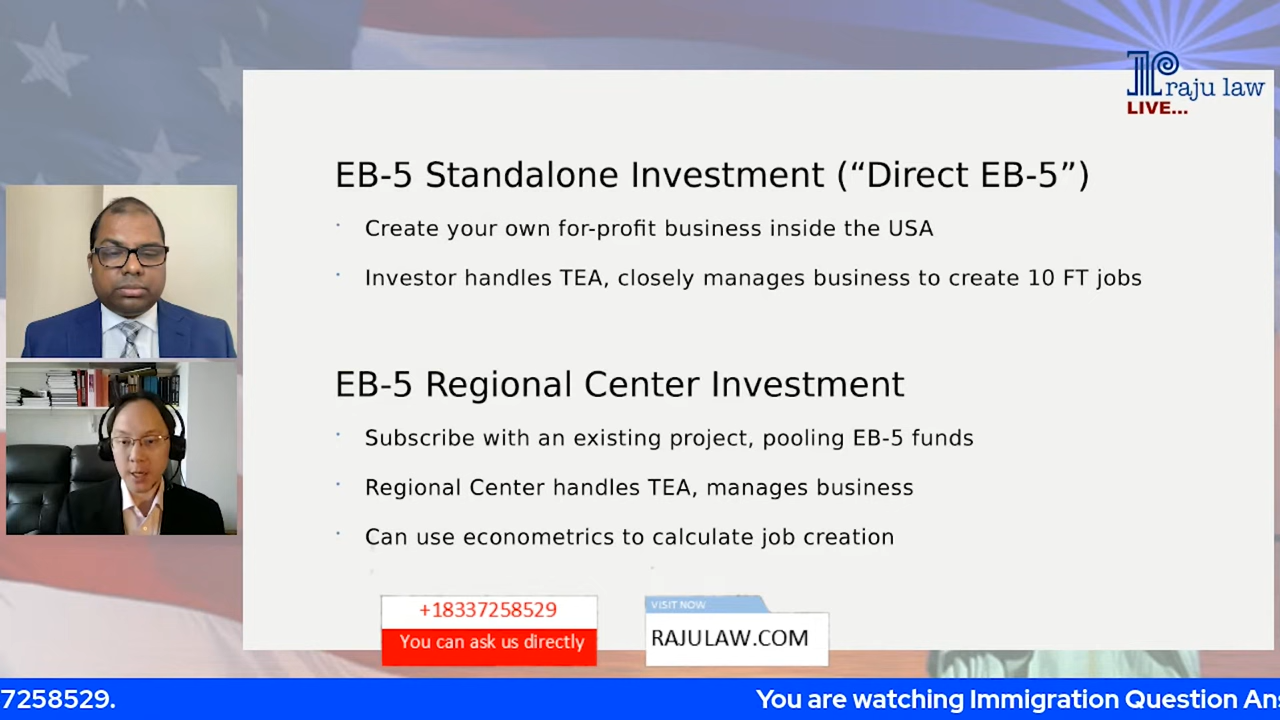 raju law
LIVE...
EB-5 Standalone Investment (“Direct EB-5”)
Create your own for-profit business inside the USA
Investor handles TEA, closely manages business to create 10 FT jobs
EB-5 Regional Center Investment
Subscribe with an existing project, pooling EB-5 funds
Regional Center handles TEA, manages business
Can use econometrics to calculate job creation
+18337258529
You can ask us directly
VISIT NOW
RAJULAW.COM
7258529.
You are watching Immigration Question Ans